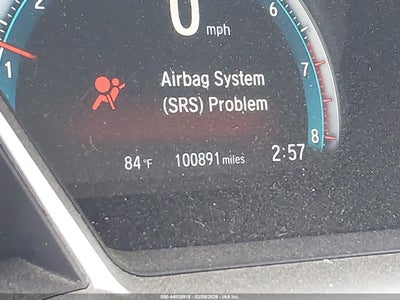 2
0
6
mph
1
7
Airbag System
(SRS) Problem
8
84°F 100891 miles 2:57